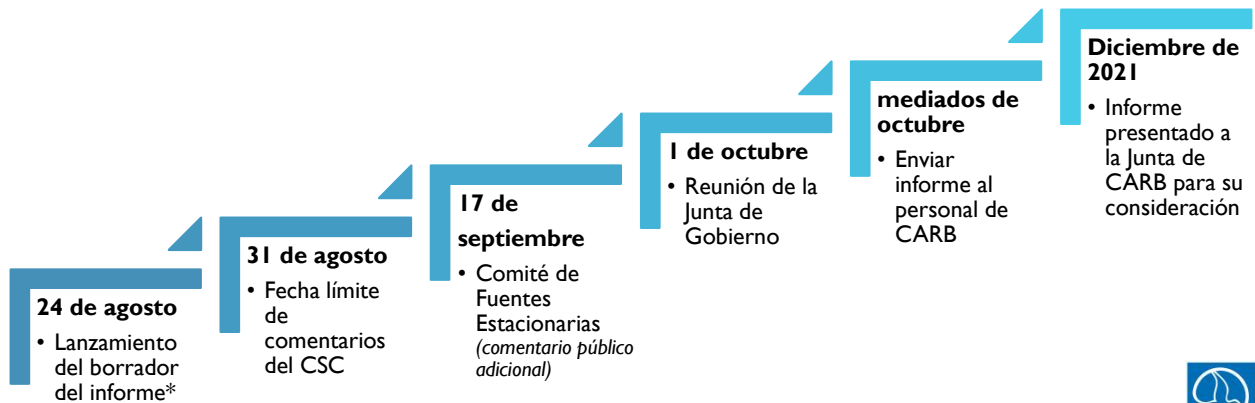 24 de agosto
• Lanzamiento
del borrador
del informe*
31 de agosto
• Fecha límite
de
comentarios
del CSC
17 de
septiembre
• Comité de
Fuentes
Estacionarias
(comentario público
adicional)
1 de octubre
• Reunión de la
Junta de
Gobierno
mediados de
octubre
• Enviar
informe al
personal de
CARB
Diciembre de
2021
• Informe
presentado a
la Junta de
CARB para su
consideración